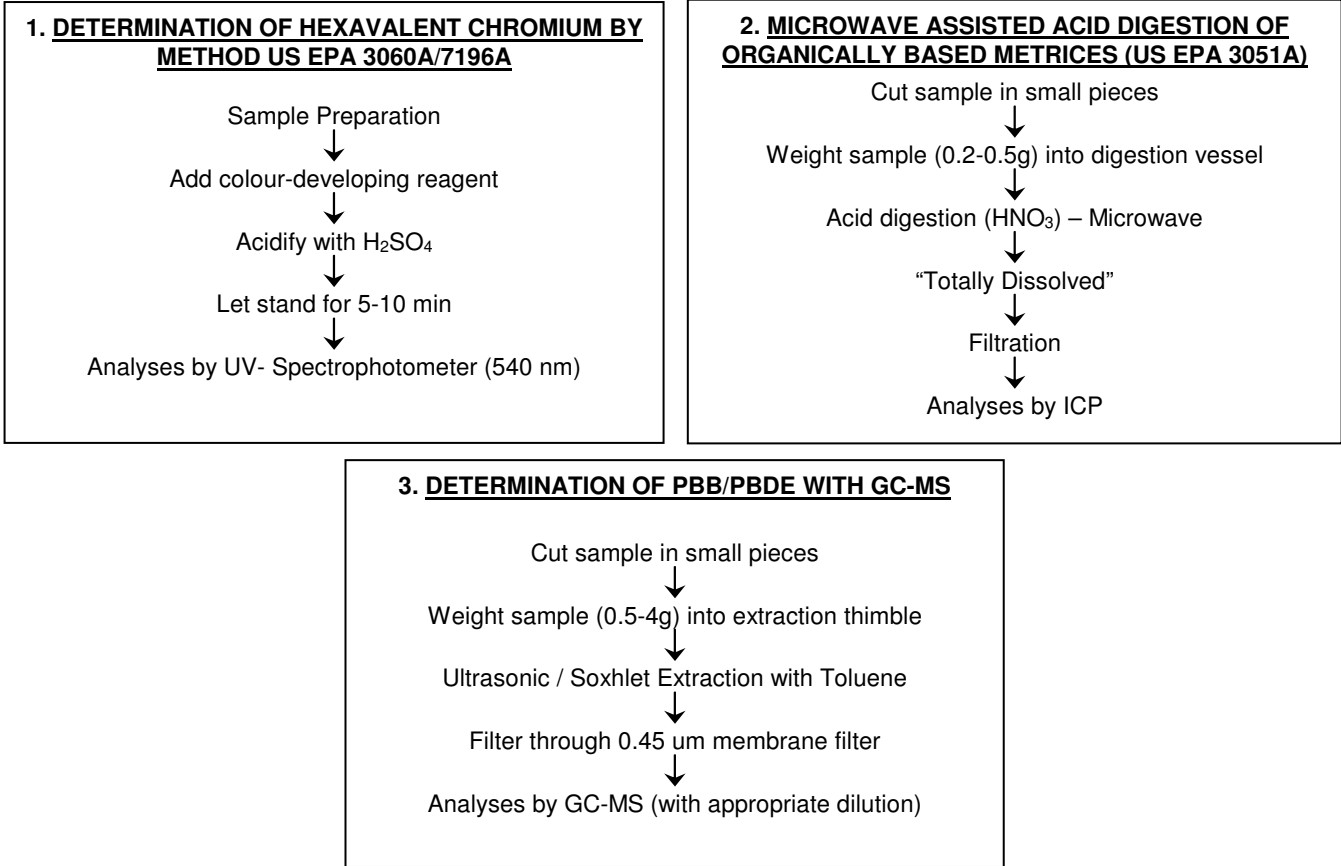 1. DETERMINATION OF HEXAVALENT CHROMIUM BY
METHOD US EPA 3060A/7196A
Sample Preparation
Add colour-developing reagent
Acidify with H₂SO₄
Let stand for 5-10 min
Analyses by UV- Spectrophotometer (540 nm)
2. MICROWAVE ASSISTED ACID DIGESTION OF
ORGANICALLY BASED METRICES (US EPA 3051A)
Cut sample in small pieces
Weight sample (0.2-0.5g) into digestion vessel
Acid digestion (HNO₃) – Microwave
“Totally Dissolved”
Filtration
Analyses by ICP
3. DETERMINATION OF PBB/PBDE WITH GC-MS
Cut sample in small pieces
Weight sample (0.5-4g) into extraction thimble
Ultrasonic / Soxhlet Extraction with Toluene
Filter through 0.45 um membrane filter
Analyses by GC-MS (with appropriate dilution)